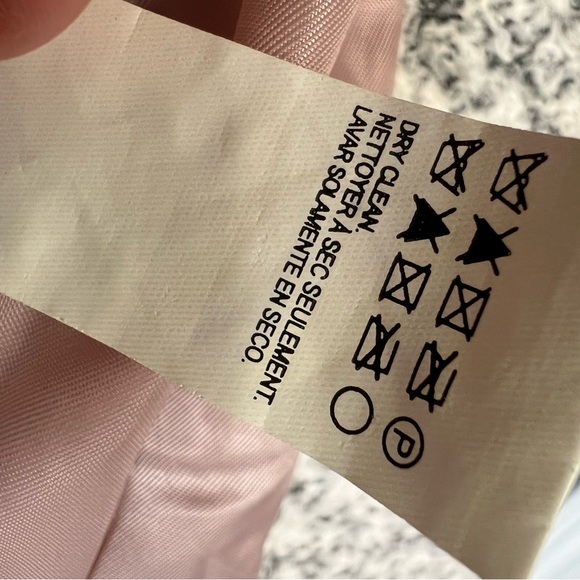 DRY CLEAN.
NETTOYER À SEC SEULEMENT.
LAVAR SOLAMENTE EN SECO.
P